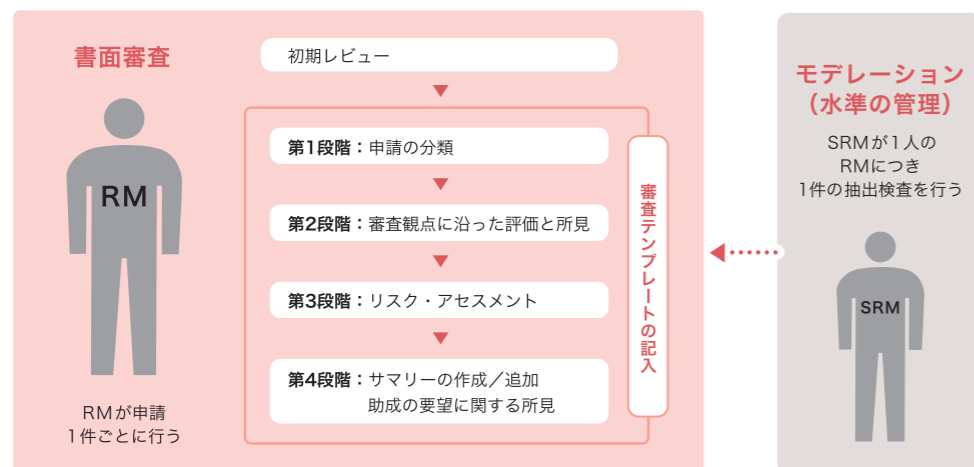 書面審査
RM
RMが申請
1件ごとに行う
初期レビュー
第1段階：申請の分類
第2段階：審査観点に沿った評価と所見
第3段階：リスク・アセスメント
第4段階：サマリーの作成／追加
助成の要望に関する所見
審査テンプレートの記入
モデレーション
（水準の管理）
SRMが1人の
RMにつき
1件の抽出検査を行う
SRM